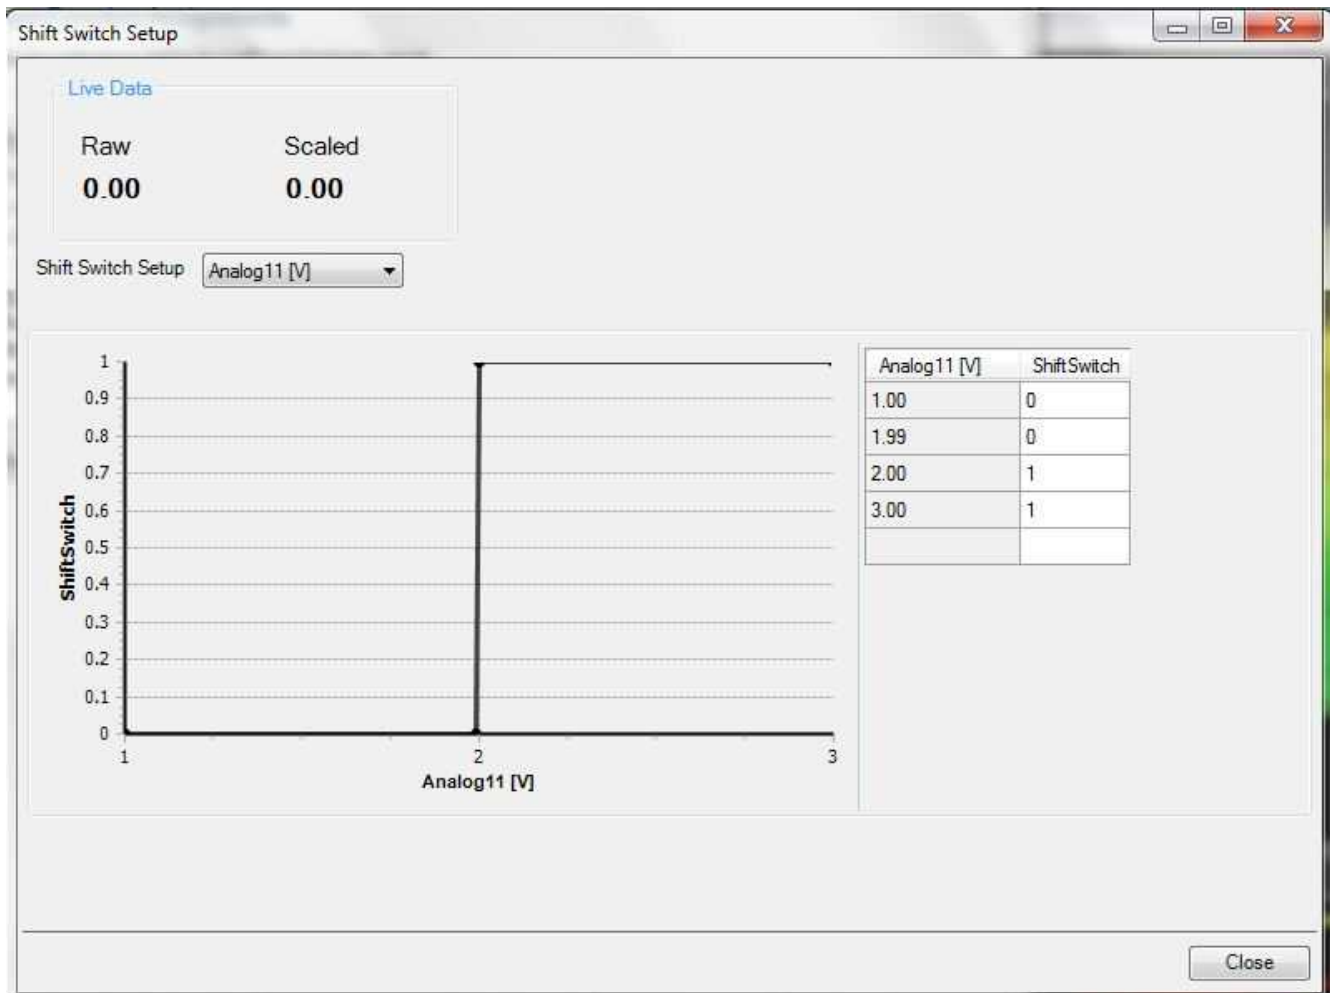 Shift Switch Setup
Live Data
Raw Scaled
0.00 0.00
Shift Switch Setup Analog11 [V]
1
0.9
0.8
0.7
0.6
0.5
0.4
0.3
0.2
0.1
0
ShiftSwitch
1 2 3
Analog11 [V]
Analog11 [V] ShiftSwitch
1.00 0
1.99 0
2.00 1
3.00 1
Close